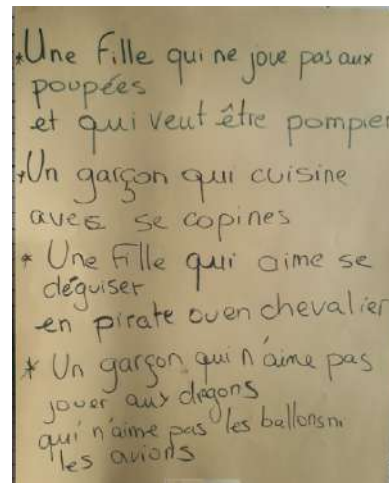 *Une fille qui ne joue pas aux
poupées
et qui veut être pompier
*Un garçon qui cuisine
aves se copines
* Une fille qui aime se
déguiser
en pirate ou en chevalier
* Un garçon qui n'aime pas
jouer aux dragons
qui n'aime pas les ballons ni
les avions